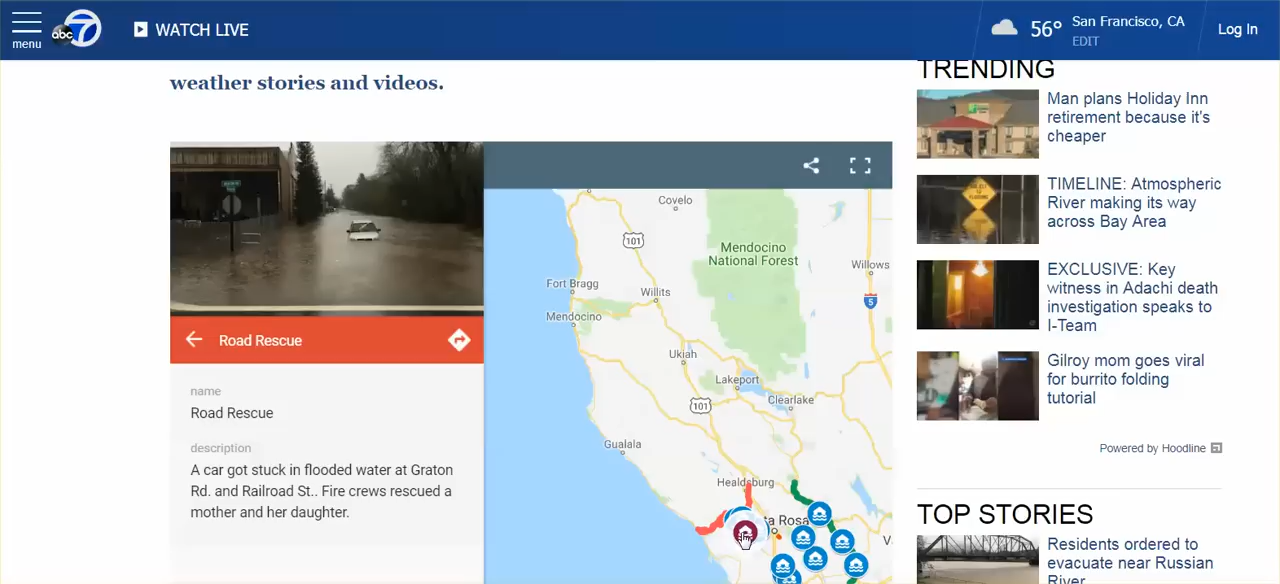 menu
abc 7
WATCH LIVE
56°
San Francisco, CA
EDIT
Log In
weather stories and videos.
Road Rescue
name
Road Rescue
description
A car got stuck in flooded water at Graton
Rd. and Railroad St.. Fire crews rescued a
mother and her daughter.
Covelo
101
Mendocino
National Forest
Willows
Fort Bragg
Willits
5
Mendocino
Ukiah
Lakeport
Clearlake
101
Gualala
Healdsburg
ta Rosa
V
TRENDING
Man plans Holiday Inn
retirement because it's
cheaper
TIMELINE: Atmospheric
River making its way
across Bay Area
EXCLUSIVE: Key
witness in Adachi death
investigation speaks to
I-Team
Gilroy mom goes viral
for burrito folding
tutorial
Powered by Hoodline
TOP STORIES
Residents ordered to
evacuate near Russian
River